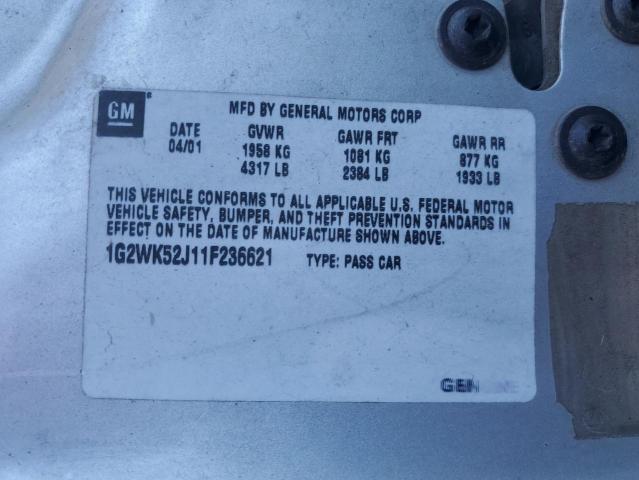 GM
®
MFD BY GENERAL MOTORS CORP
DATE GVWR GAWR FRT GAWR RR
04/01 1958 KG 1081 KG 877 KG
4317 LB 2384 LB 1933 LB
THIS VEHICLE CONFORMS TO ALL APPLICABLE U.S. FEDERAL MOTOR
VEHICLE SAFETY, BUMPER, AND THEFT PREVENTION STANDARDS IN
EFFECT ON THE DATE OF MANUFACTURE SHOWN ABOVE.
1G2WK52J11F236621 TYPE: PASS CAR
GENUINE